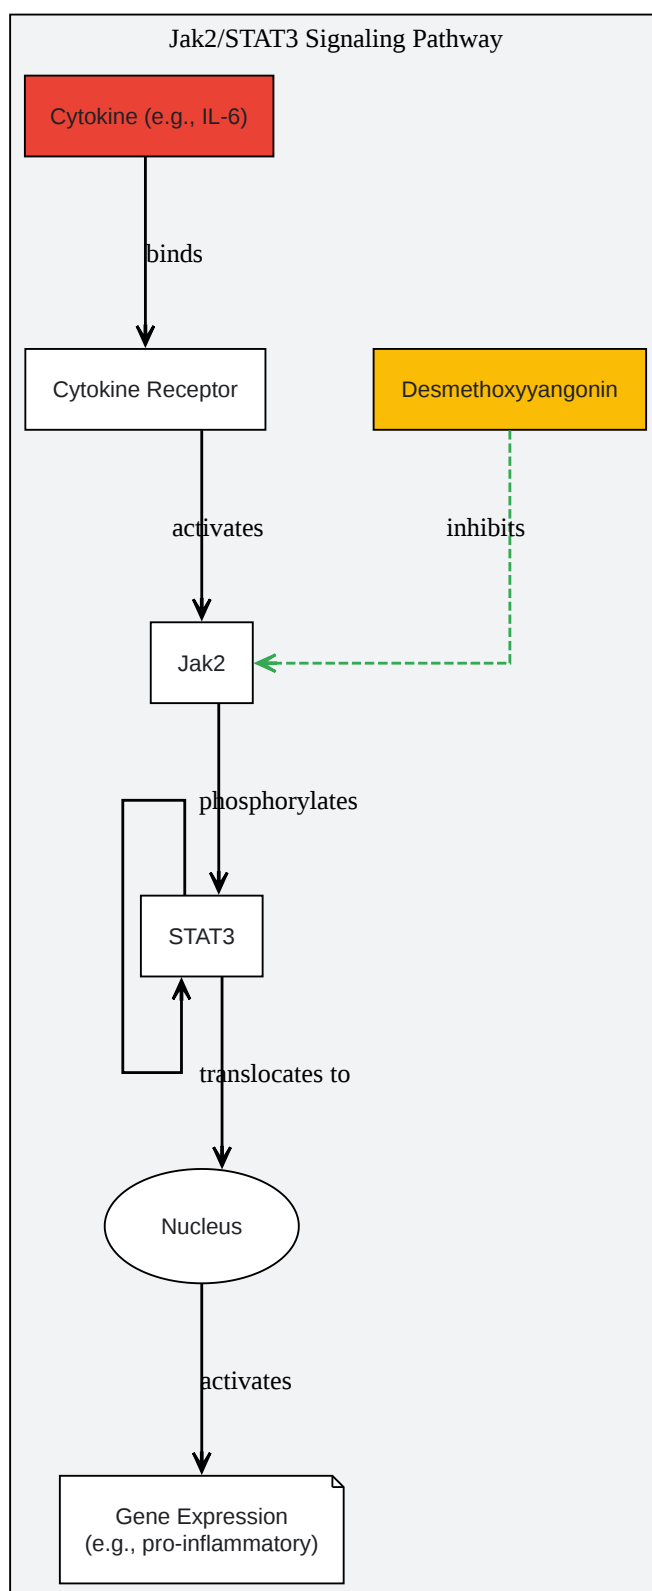 Jak2/STAT3 Signaling Pathway
Cytokine (e.g., IL-6)
binds
Cytokine Receptor
Desmethoxyyangonin
activates
inhibits
Jak2
phosphorylates
STAT3
translocates to
Nucleus
activates
Gene Expression
(e.g., pro-inflammatory)